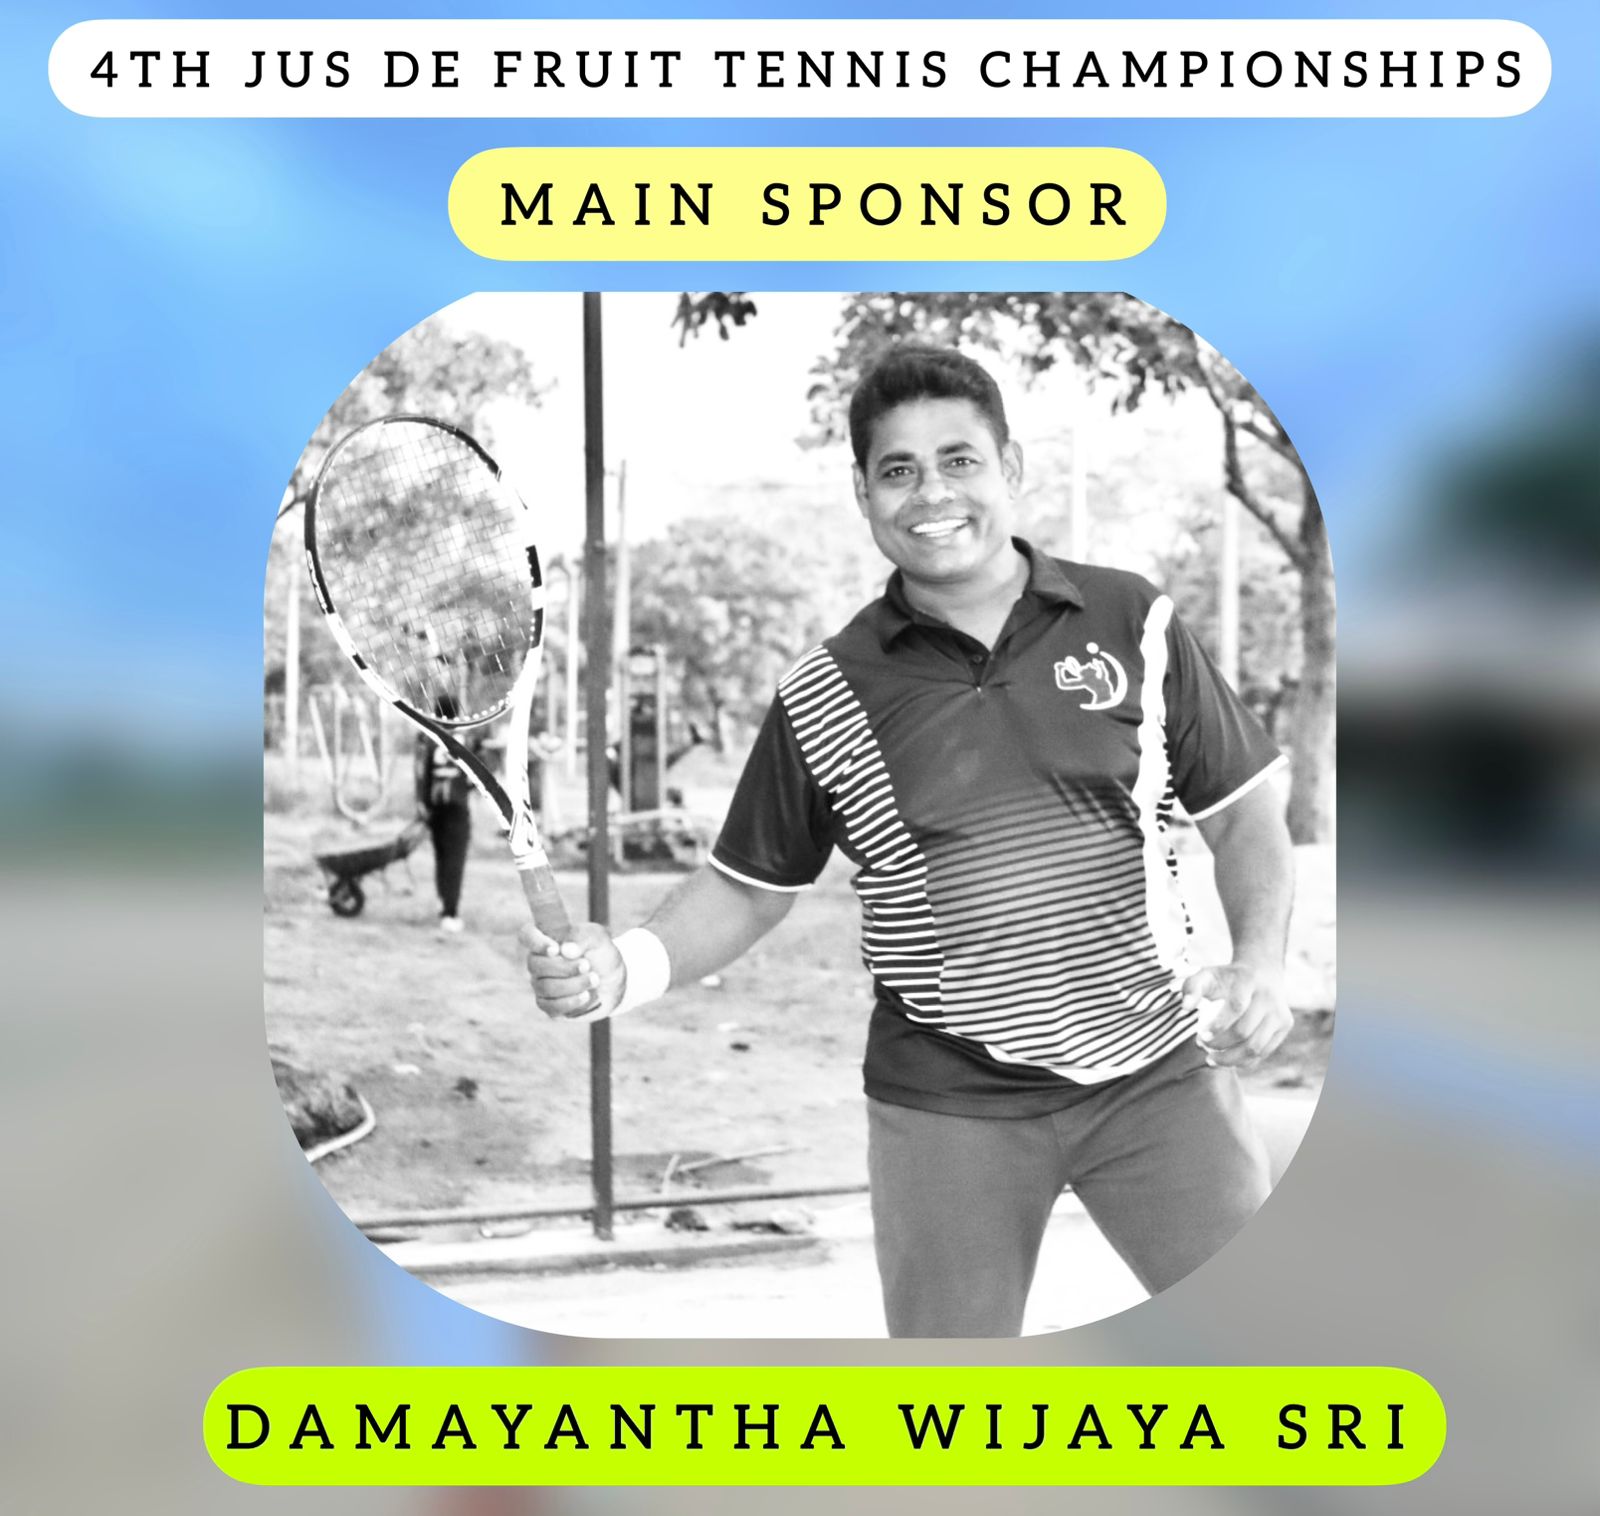 4TH JUS DE FRUIT TENNIS CHAMPIONSHIPS
MAIN SPONSOR
DAMAYANTHA WIJAYA SRI